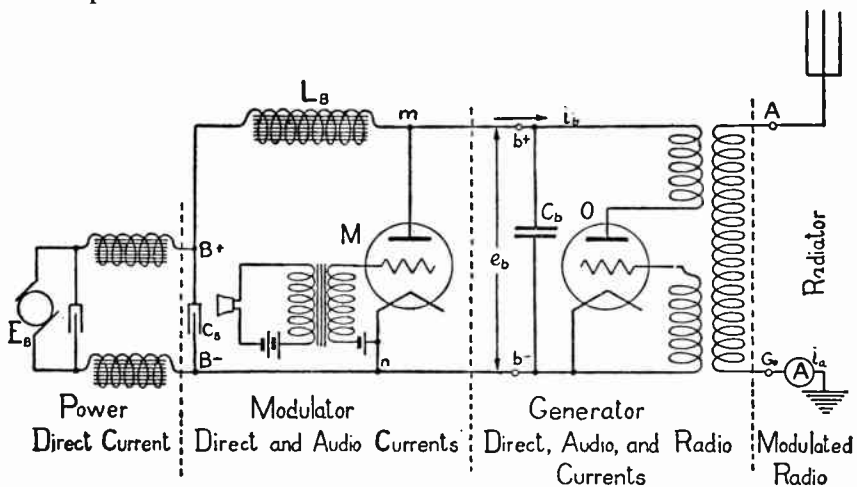 L_B
m
i_b
A
b+
M
C_b
O
B+
e_b
Radiator
E_B
C_B
B-
n
b-
G
A
i_a
Power
Direct Current
Modulator
Direct and Audio Currents
Generator
Direct, Audio, and Radio
Currents
Modulated
Radio